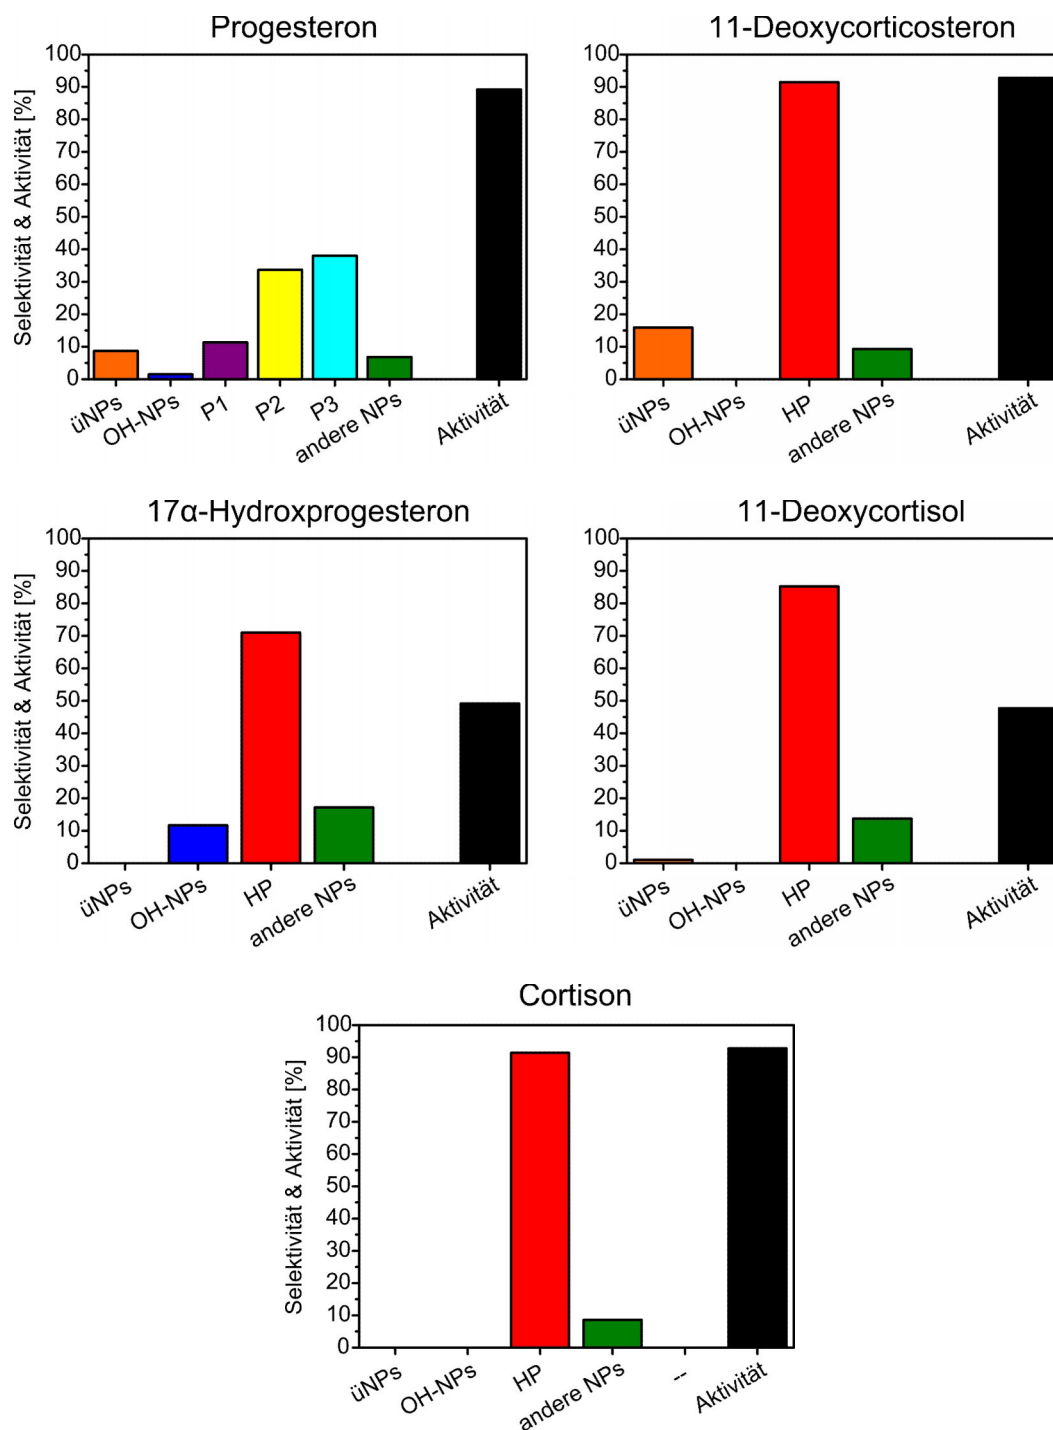 Progesteron
Selektivität & Aktivität [%]
100
90
80
70
60
50
40
30
20
10
0
üNPs
OH-NPs
P1
P2
P3
andere NPs
Aktivität
11-Deoxycorticosteron
100
90
80
70
60
50
40
30
20
10
0
üNPs
OH-NPs
HP
andere NPs
Aktivität
17α-Hydroxprogesteron
Selektivität & Aktivität [%]
100
90
80
70
60
50
40
30
20
10
0
üNPs
OH-NPs
HP
andere NPs
Aktivität
11-Deoxycortisol
100
90
80
70
60
50
40
30
20
10
0
üNPs
OH-NPs
HP
andere NPs
Aktivität
Cortison
Selektivität & Aktivität [%]
100
90
80
70
60
50
40
30
20
10
0
üNPs
OH-NPs
HP
andere NPs
--
Aktivität